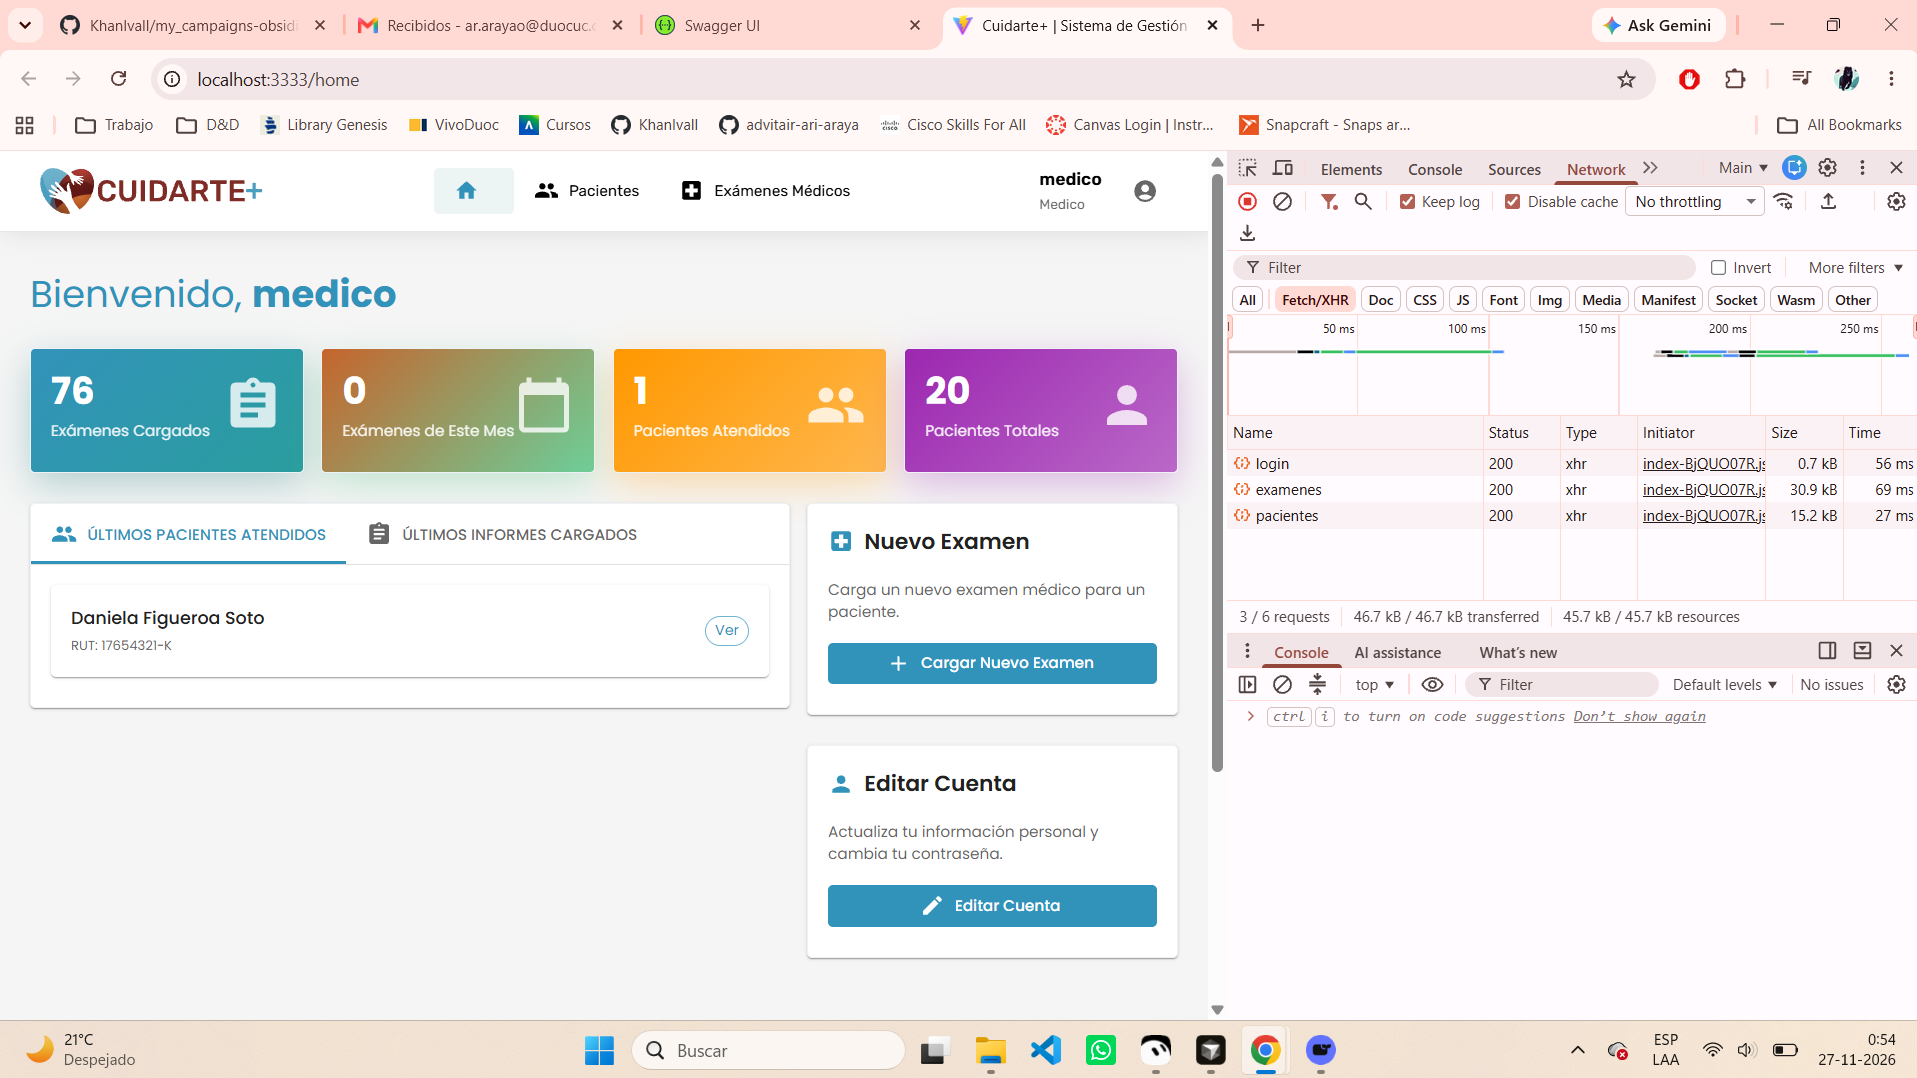 Khanlvall/my_campaigns-obsidi
Recibidos - ar.arayao@duocuc.c
Swagger UI
Cuidarte+ | Sistema de Gestión
Ask Gemini
localhost:3333/home
Trabajo
D&D
Library Genesis
VivoDuoc
Cursos
Khanlvall
advitair-ari-araya
Cisco Skills For All
Canvas Login | Instr...
Snapcraft - Snaps ar...
All Bookmarks
CUIDARTE+
Pacientes
Exámenes Médicos
medico
Medico
Bienvenido, medico
76
Exámenes Cargados
0
Exámenes de Este Mes
1
Pacientes Atendidos
20
Pacientes Totales
ÚLTIMOS PACIENTES ATENDIDOS
ÚLTIMOS INFORMES CARGADOS
Daniela Figueroa Soto
RUT: 17654321-K
Ver
Nuevo Examen
Carga un nuevo examen médico para un
paciente.
Cargar Nuevo Examen
Editar Cuenta
Actualiza tu información personal y
cambia tu contraseña.
Editar Cuenta
Elements
Console
Sources
Network
Main
Keep log
Disable cache
No throttling
Filter
Invert
More filters
All
Fetch/XHR
Doc
CSS
JS
Font
Img
Media
Manifest
Socket
Wasm
Other
50 ms
100 ms
150 ms
200 ms
250 ms
Name Status Type Initiator Size Time
login 200 xhr index-BjQUO07R.js 0.7 kB 56 ms
examenes 200 xhr index-BjQUO07R.js 30.9 kB 69 ms
pacientes 200 xhr index-BjQUO07R.js 15.2 kB 27 ms
3 / 6 requests
46.7 kB / 46.7 kB transferred
45.7 kB / 45.7 kB resources
Console
AI assistance
What's new
top
Filter
Default levels
No issues
ctrl i to turn on code suggestions Don't show again
21°C
Despejado
Buscar
ESP
LAA
0:54
27-11-2026